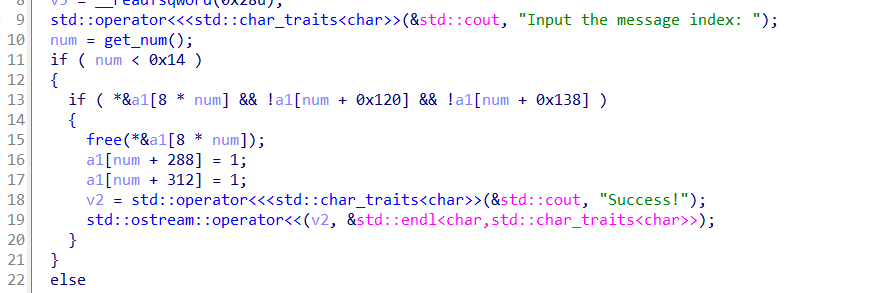 9 std::operator<<<std::char_traits<char>>(&std::cout, "Input the message index: ");
10 num = get_num();
11 if ( num < 0x14 )
12 {
13 if ( *&a1[8 * num] && !a1[num + 0x120] && !a1[num + 0x138] )
14 {
15 free(*&a1[8 * num]);
16 a1[num + 288] = 1;
17 a1[num + 312] = 1;
18 v2 = std::operator<<<std::char_traits<char>>(&std::cout, "Success!");
19 std::ostream::operator<<(v2, &std::endl<char,std::char_traits<char>>);
20 }
21 }
22 else